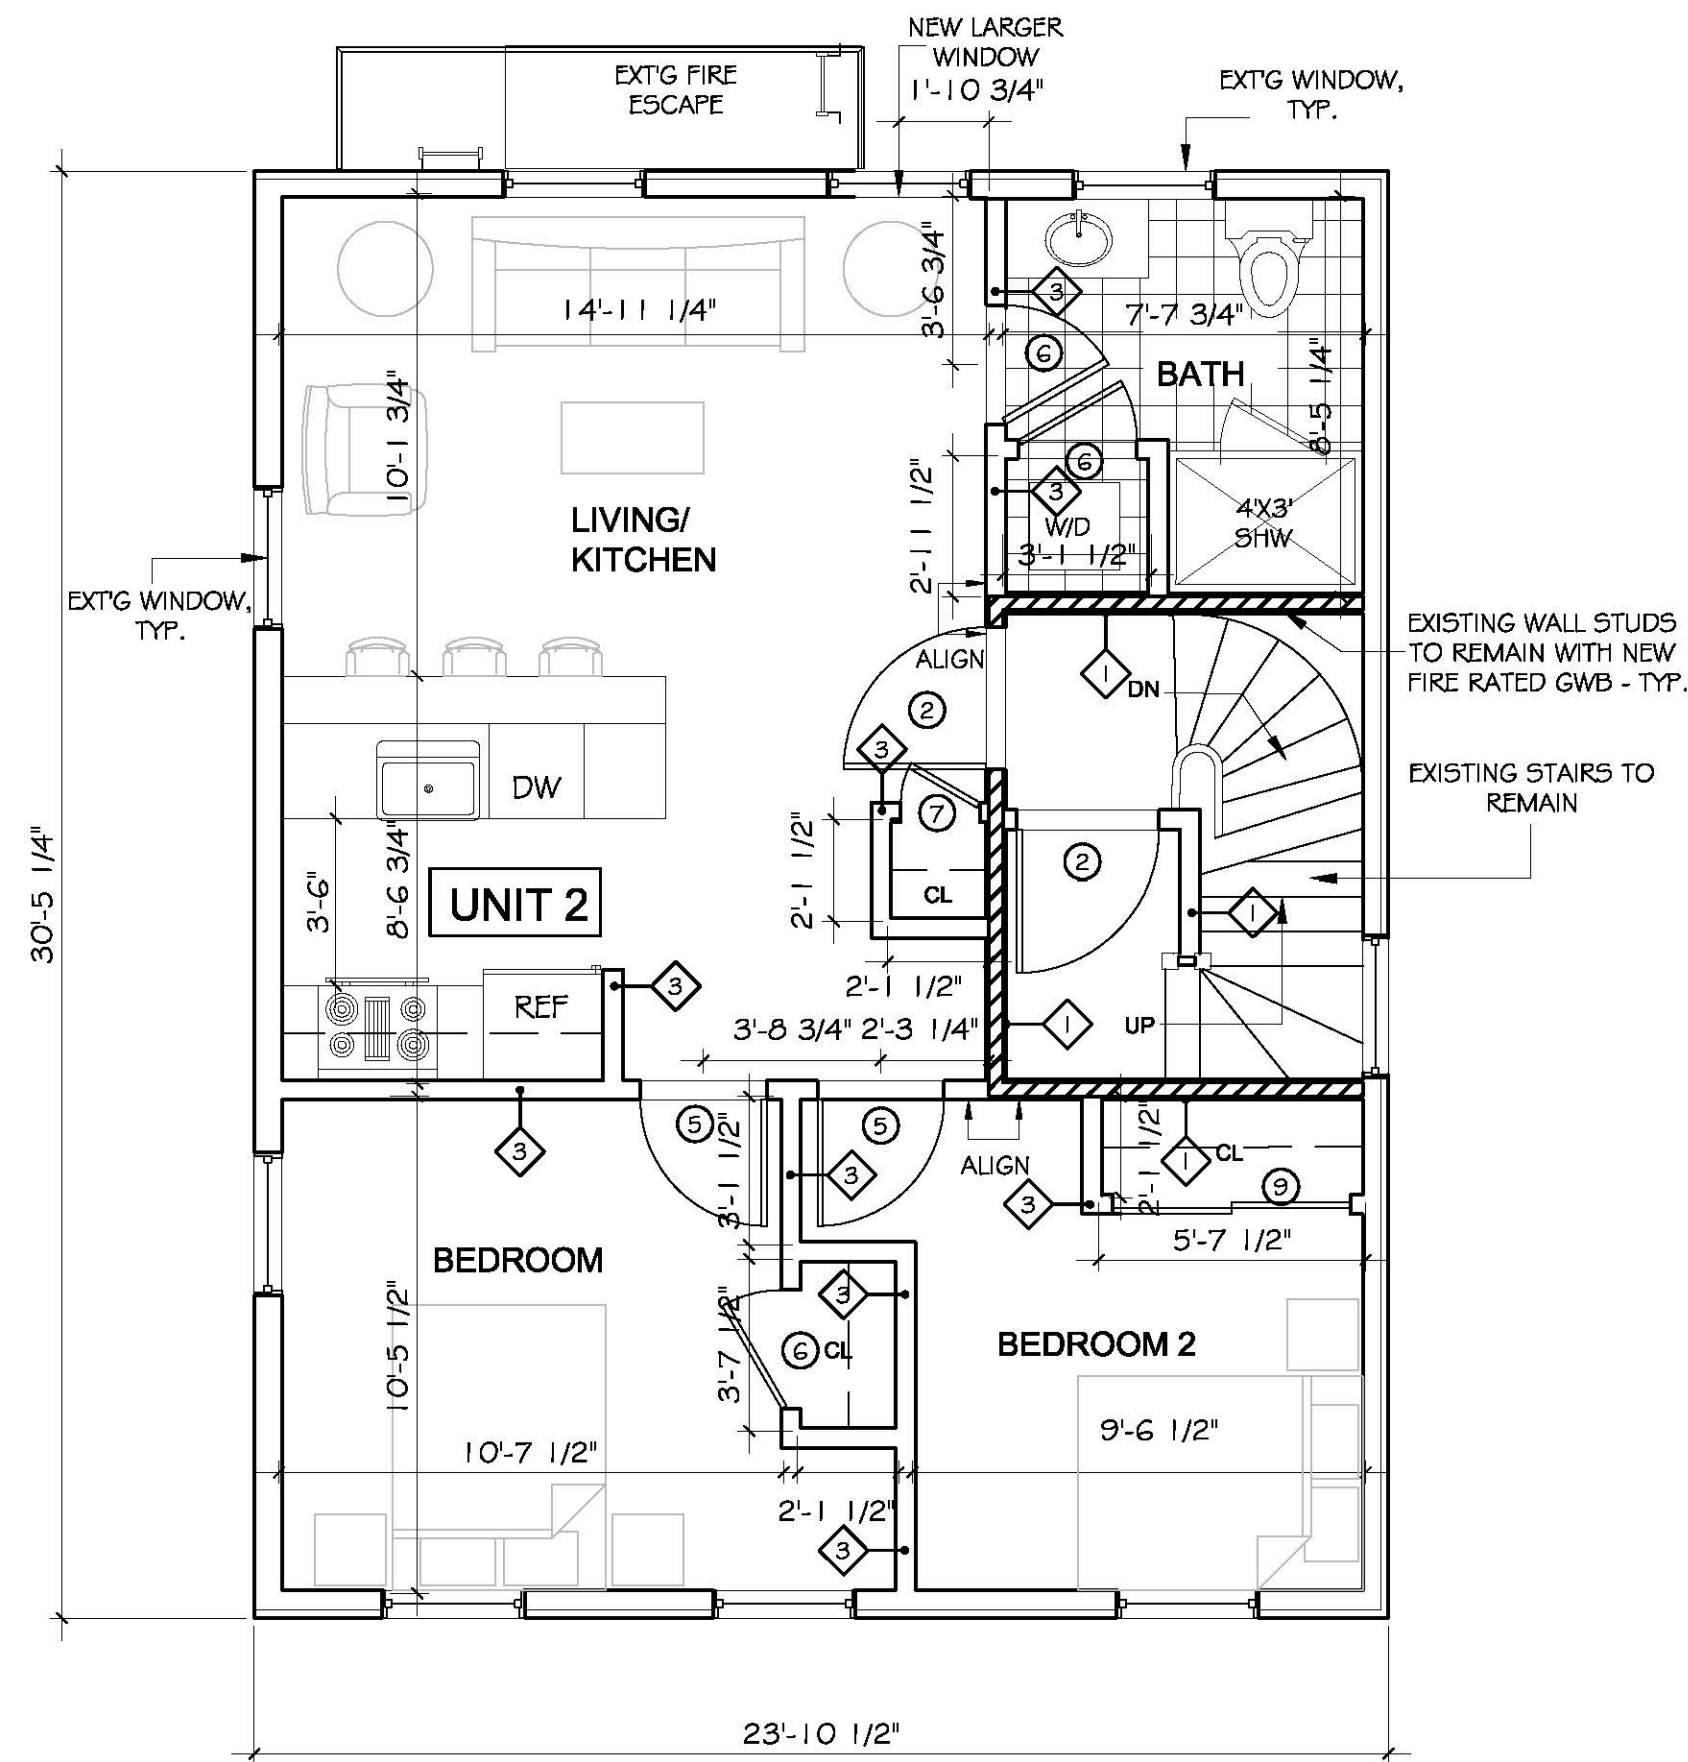 NEW LARGER
WINDOW
1'-10 3/4"
EXT'G FIRE
ESCAPE
EXT'G WINDOW,
TYP.
14'-11 1/4"
3'-6 3/4"
3
7'-7 3/4"
6
BATH
8'-5 1/4"
10'-1 3/4"
6
3
2'-11 1/2"
W/D
3'-1 1/2"
4'X3'
SHW
LIVING/
KITCHEN
EXT'G WINDOW,
TYP.
EXISTING WALL STUDS
TO REMAIN WITH NEW
FIRE RATED GWB - TYP.
ALIGN
1
DN
2
3
EXISTING STAIRS TO
REMAIN
DW
7
2'-1 1/2"
2
CL
30'-5 1/4"
3'-6"
8'-6 3/4"
UNIT 2
1
2'-1 1/2"
3
REF
3'-8 3/4" 2'-3 1/4"
1
UP
5
5
3
3'-1 1/2"
3
ALIGN
2'-1 1/2"
1
CL
9
3
5'-7 1/2"
BEDROOM
3
3'-7 1/2"
6
CL
BEDROOM 2
10'-5 1/2"
9'-6 1/2"
10'-7 1/2"
2'-1 1/2"
3
23'-10 1/2"